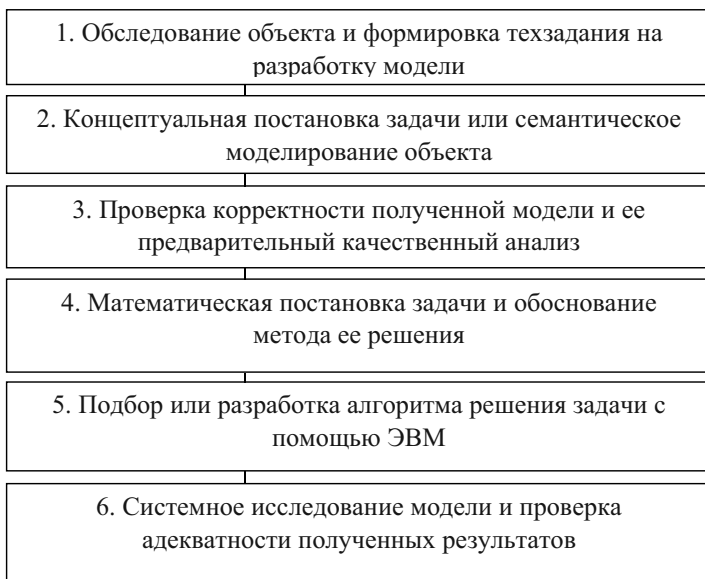 1. Обследование объекта и формировка техзадания на
разработку модели
2. Концептуальная постановка задачи или семантическое
моделирование объекта
3. Проверка корректности полученной модели и ее
предварительный качественный анализ
4. Математическая постановка задачи и обоснование
метода ее решения
5. Подбор или разработка алгоритма решения задачи с
помощью ЭВМ
6. Системное исследование модели и проверка
адекватности полученных результатов